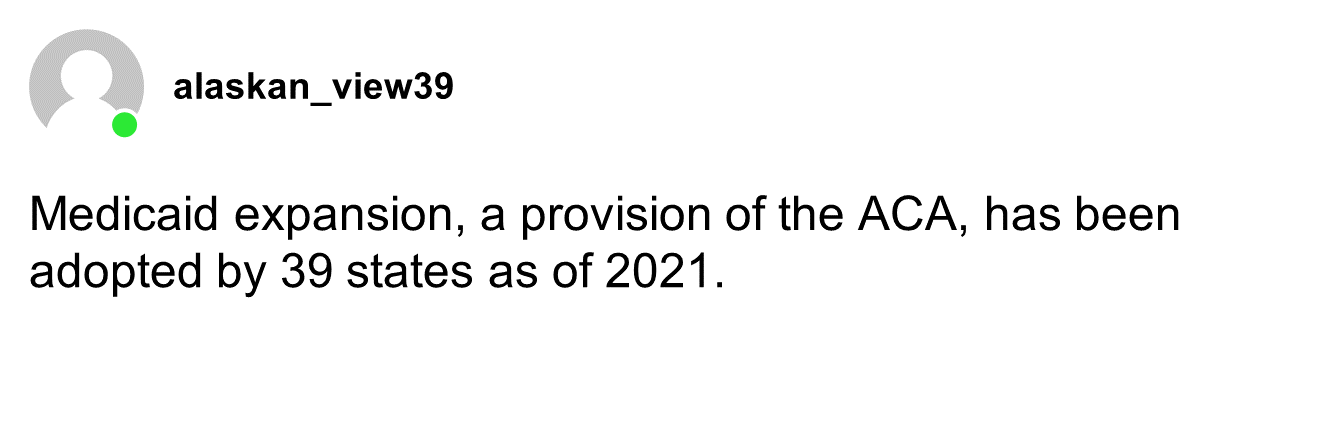 alaskan_view39
Medicaid expansion, a provision of the ACA, has been
adopted by 39 states as of 2021.